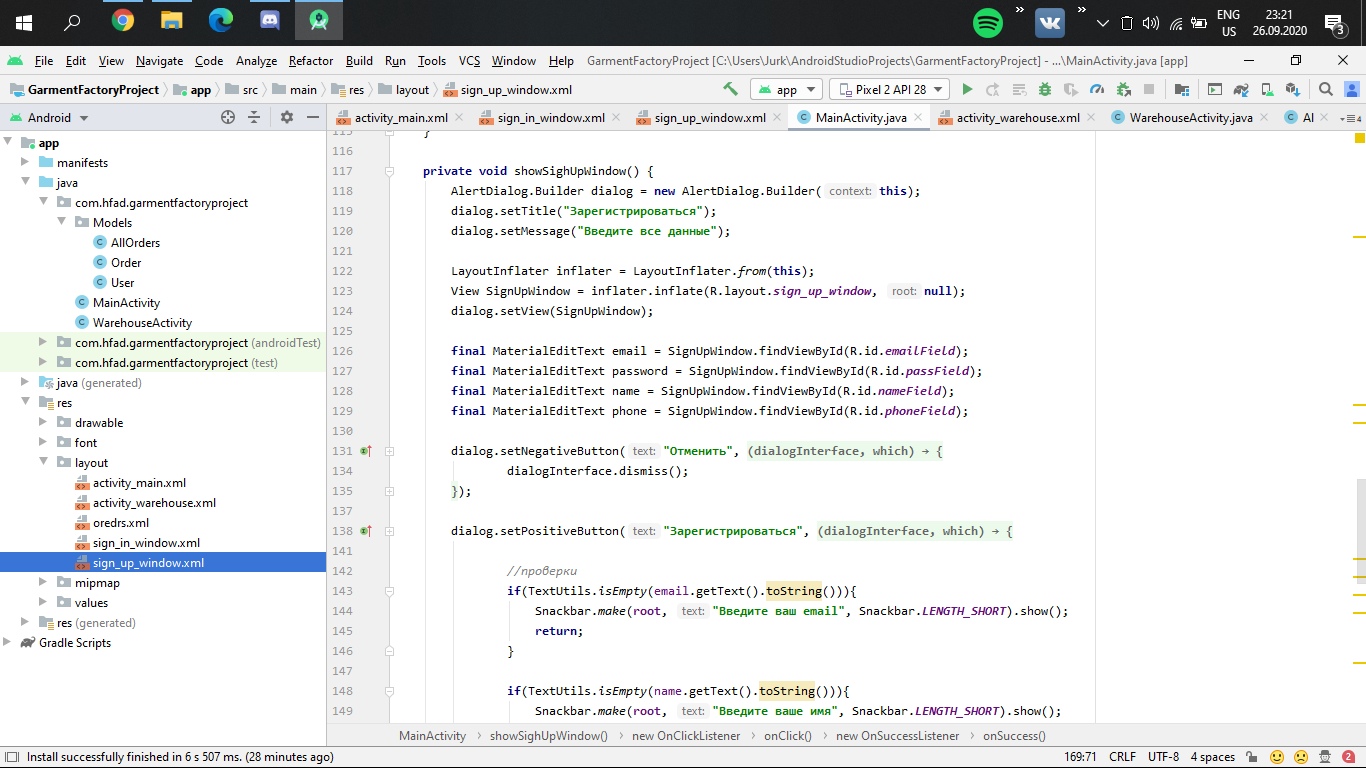 ENG
US
23:21
26.09.2020
3
File Edit View Navigate Code Analyze Refactor Build Run Tools VCS Window Help GarmentFactoryProject [C:\Users\Jurk\AndroidStudioProjects\GarmentFactoryProject] - ...\MainActivity.java [app]
GarmentFactoryProject app src main res layout sign_up_window.xml app Pixel 2 API 28
Android activity_main.xml sign_in_window.xml sign_up_window.xml MainActivity.java activity_warehouse.xml WarehouseActivity.java Al 4
app
manifests
java
com.hfad.garmentfactoryproject
Models
AllOrders
Order
User
MainActivity
WarehouseActivity
com.hfad.garmentfactoryproject (androidTest)
com.hfad.garmentfactoryproject (test)
java (generated)
res
drawable
font
layout
activity_main.xml
activity_warehouse.xml
oredrs.xml
sign_in_window.xml
sign_up_window.xml
mipmap
values
res (generated)
Gradle Scripts
115 }
116
117 private void showSighUpWindow() {
118 AlertDialog.Builder dialog = new AlertDialog.Builder( context: this);
119 dialog.setTitle("Зарегистрироваться");
120 dialog.setMessage("Введите все данные");
121
122 LayoutInflater inflater = LayoutInflater.from(this);
123 View SignUpWindow = inflater.inflate(R.layout.sign_up_window, root: null);
124 dialog.setView(SignUpWindow);
125
126 final MaterialEditText email = SignUpWindow.findViewById(R.id.emailField);
127 final MaterialEditText password = SignUpWindow.findViewById(R.id.passField);
128 final MaterialEditText name = SignUpWindow.findViewById(R.id.nameField);
129 final MaterialEditText phone = SignUpWindow.findViewById(R.id.phoneField);
130
131 dialog.setNegativeButton( text: "Отменить", (dialogInterface, which) → {
134 dialogInterface.dismiss();
135 });
137
138 dialog.setPositiveButton( text: "Зарегистрироваться", (dialogInterface, which) → {
141
142 //проверки
143 if(TextUtils.isEmpty(email.getText().toString())){
144 Snackbar.make(root, text: "Введите ваш email", Snackbar.LENGTH_SHORT).show();
145 return;
146 }
147
148 if(TextUtils.isEmpty(name.getText().toString())){
149 Snackbar.make(root, text: "Введите ваше имя", Snackbar.LENGTH_SHORT).show();
MainActivity showSighUpWindow() new OnClickListener onClick() new OnSuccessListener onSuccess()
Install successfully finished in 6 s 507 ms. (28 minutes ago) 169:71 CRLF UTF-8 4 spaces 2